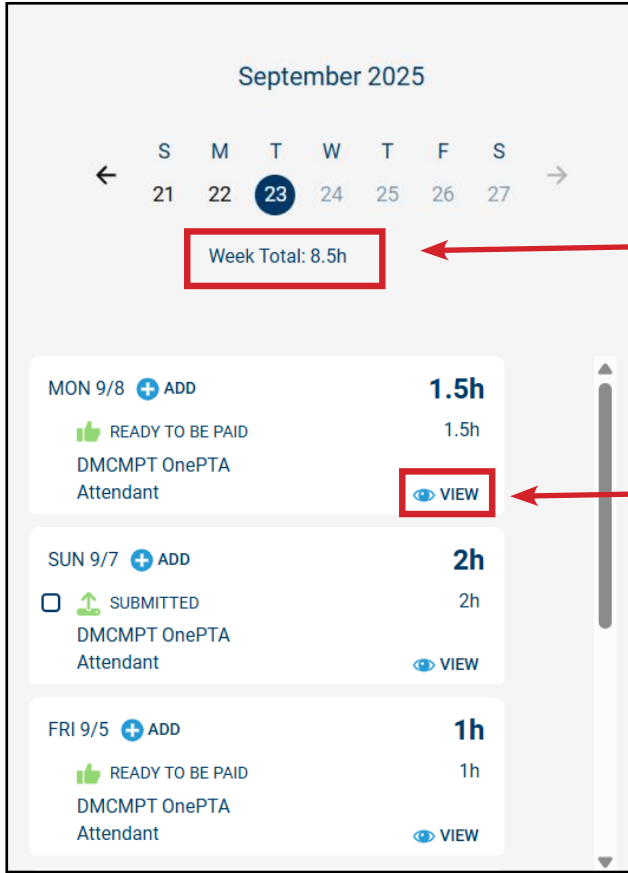 September 2025
S M T W T F S
21 22 23 24 25 26 27
Week Total: 8.5h
MON 9/8 ADD 1.5h
READY TO BE PAID 1.5h
DMCMPT OnePTA
Attendant VIEW
SUN 9/7 ADD 2h
SUBMITTED 2h
DMCMPT OnePTA
Attendant VIEW
FRI 9/5 ADD 1h
READY TO BE PAID 1h
DMCMPT OnePTA
Attendant VIEW